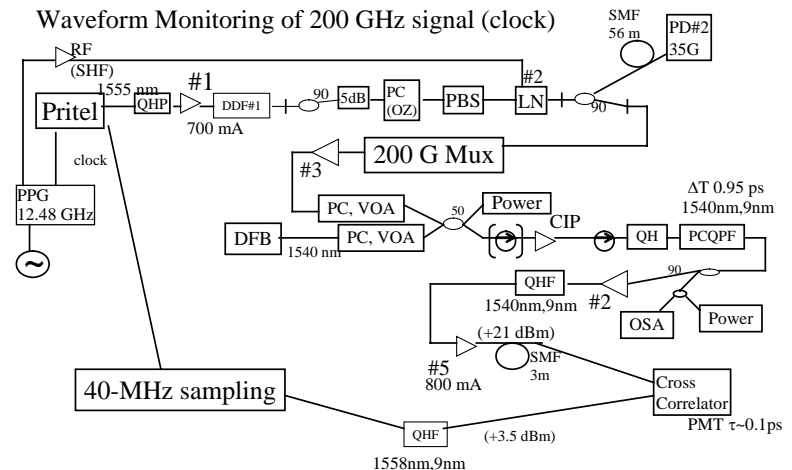 Waveform Monitoring of 200 GHz signal (clock)
SMF
56 m
PD#2
35G
RF
(SHF)
1555 nm
#1
#2
90
Pritel
QHP
DDF#1
5dB
PC
(OZ)
PBS
LN
90
700 mA
clock
#3
200 G Mux
PPG
12.48 GHz
~
PC, VOA
50
Power
CIP
ΔT 0.95 ps
1540nm,9nm
DFB
1540 nm
PC, VOA
QH
PCQPF
90
QHF
1540nm,9nm
#2
OSA
Power
(+21 dBm)
#5
800 mA
SMF
3m
40-MHz sampling
Cross
Correlator
PMT τ~0.1ps
QHF
(+3.5 dBm)
1558nm,9nm